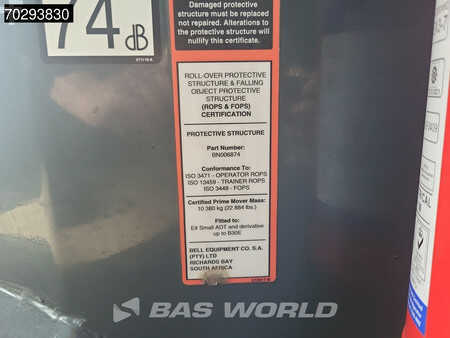 70293830
74
dB
Damaged protective
structure must be replaced
not repaired. Alterations to
the protective structure will
nullify this certificate.
ROLL-OVER PROTECTIVE
STRUCTURE & FALLING
OBJECT PROTECTIVE
STRUCTURE
(ROPS & FOPS)
CERTIFICATION
PROTECTIVE STRUCTURE
Part Number:
BN006874
Conformance To:
ISO 3471 - OPERATOR ROPS
ISO 13459 - TRAINER ROPS
ISO 3449 - FOPS
Certified Prime Mover Mass:
10 380 kg (22 884 lbs.)
Fitted to:
E# Small ADT and derivative
up to B30E
BELL EQUIPMENT CO. S.A.
(PTY) LTD
RICHARDS BAY
SOUTH AFRICA
BAS WORLD